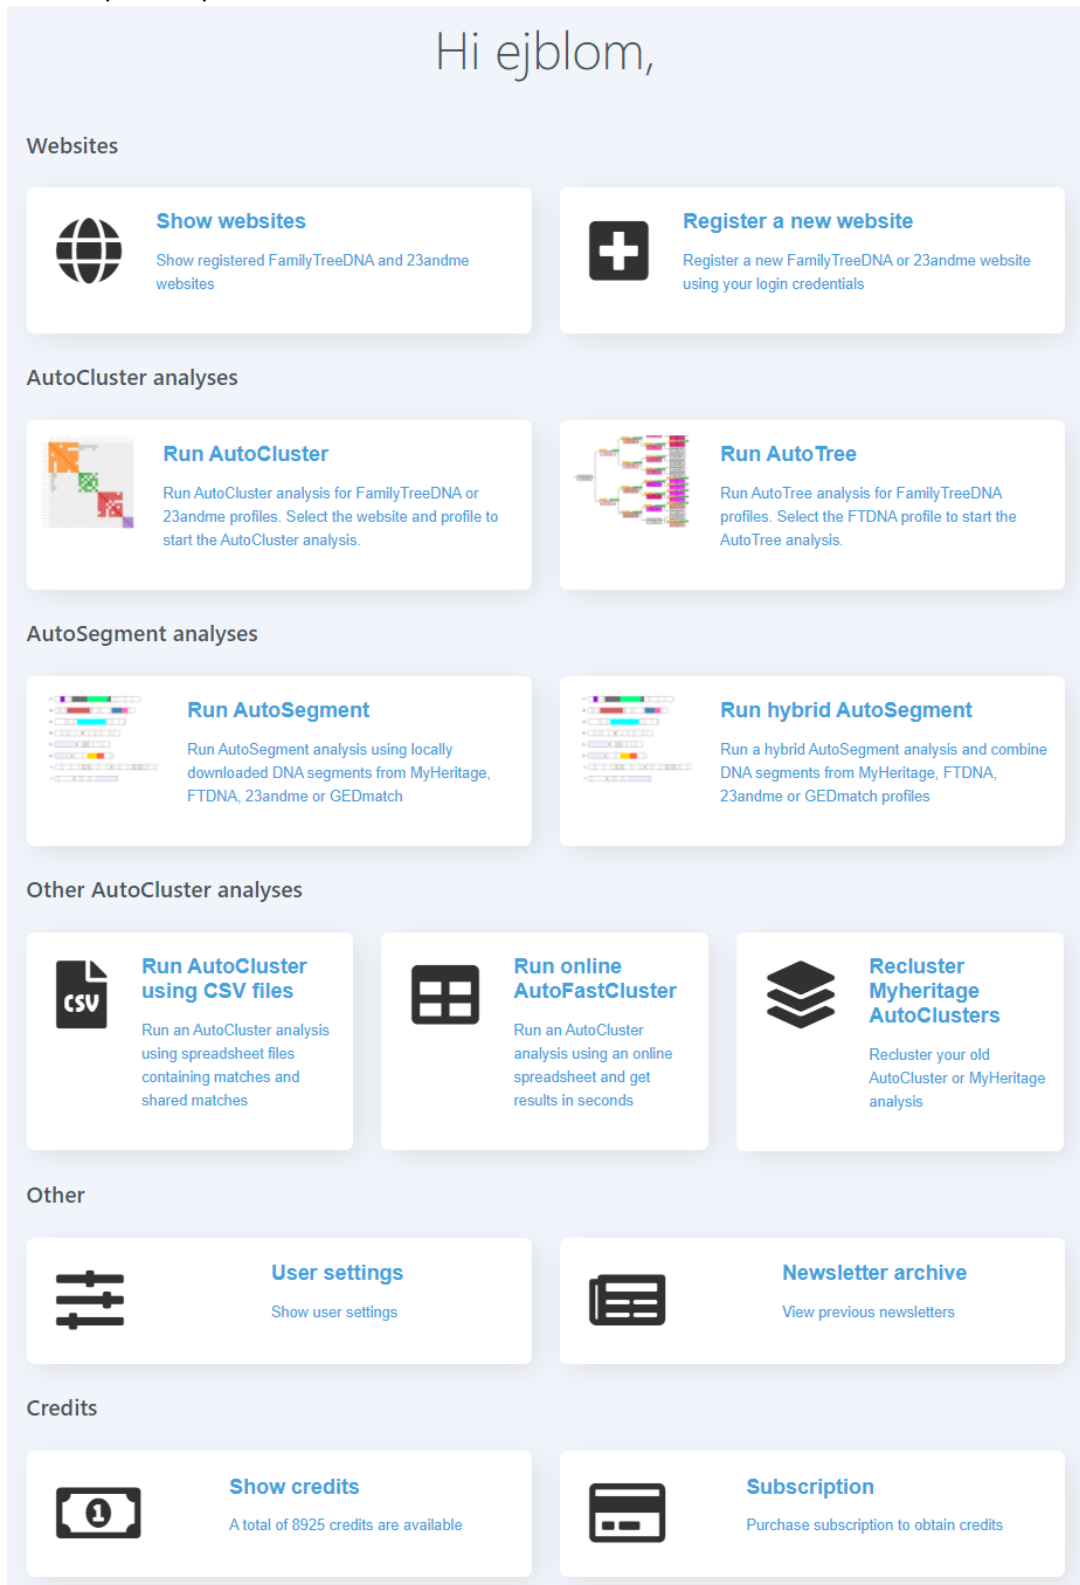 Hi ejblom,
Websites
Show websites
Show registered FamilyTreeDNA and 23andme
websites
Register a new website
Register a new FamilyTreeDNA or 23andme website
using your login credentials
AutoCluster analyses
Run AutoCluster
Run AutoCluster analysis for FamilyTreeDNA or
23andme profiles. Select the website and profile to
start the AutoCluster analysis.
Run AutoTree
Run AutoTree analysis for FamilyTreeDNA
profiles. Select the FTDNA profile to start the
AutoTree analysis.
AutoSegment analyses
Run AutoSegment
Run AutoSegment analysis using locally
downloaded DNA segments from MyHeritage,
FTDNA, 23andme or GEDmatch
Run hybrid AutoSegment
Run a hybrid AutoSegment analysis and combine
DNA segments from MyHeritage, FTDNA,
23andme or GEDmatch profiles
Other AutoCluster analyses
CSV
Run AutoCluster
using CSV files
Run an AutoCluster analysis
using spreadsheet files
containing matches and
shared matches
Run online
AutoFastCluster
Run an AutoCluster
analysis using an online
spreadsheet and get
results in seconds
Recluster
Myheritage
AutoClusters
Recluster your old
AutoCluster or MyHeritage
analysis
Other
User settings
Show user settings
Newsletter archive
View previous newsletters
Credits
1
Show credits
A total of 8925 credits are available
Subscription
Purchase subscription to obtain credits